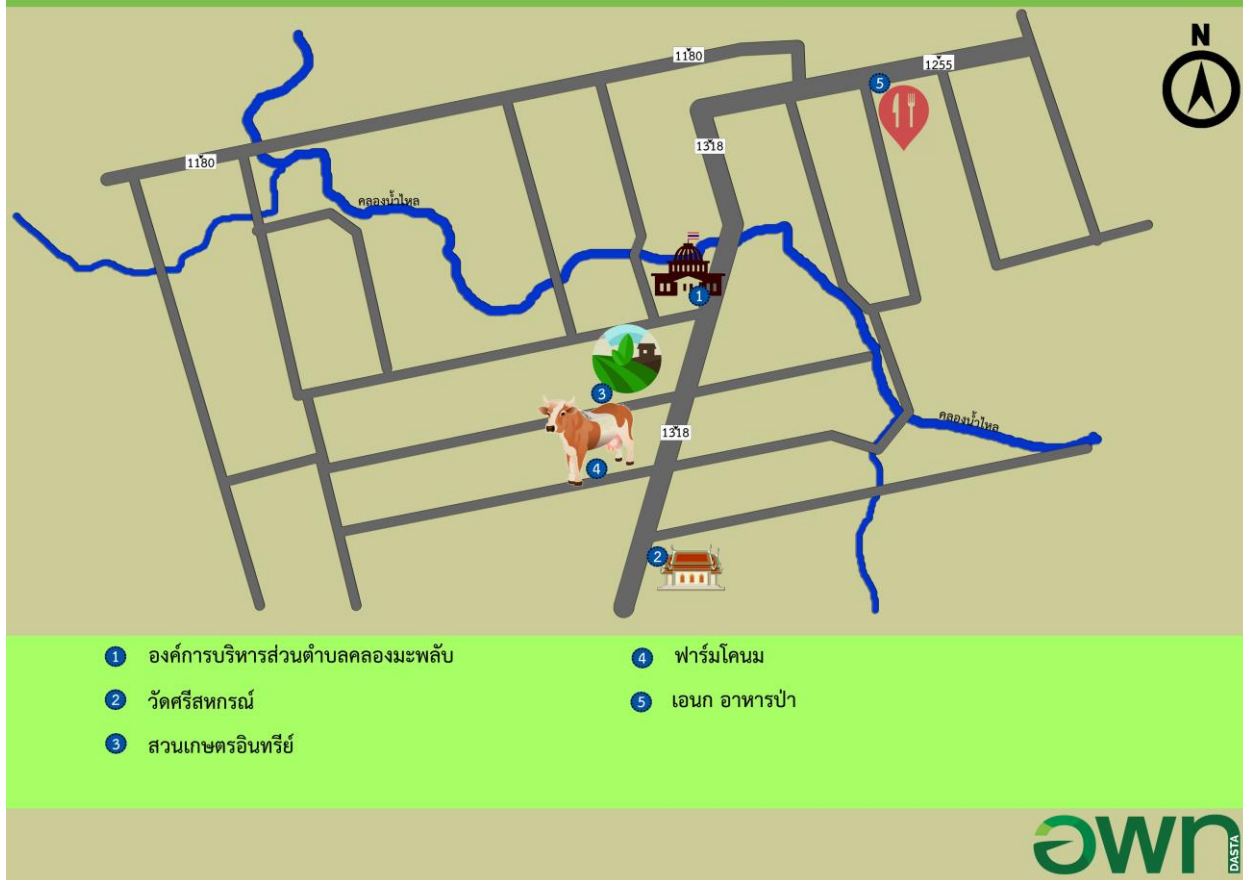 N
1180
1255
5
1318
1180
คลองน้ำไหล
1
3
1318
คลองน้ำไหล
4
2
1 องค์การบริหารส่วนตำบลคลองมะพลับ
2 วัดศรีสหกรณ์
3 สวนเกษตรอินทรีย์
4 ฟาร์มโคนม
5 เอนก อาหารป่า
อพท
DASTA